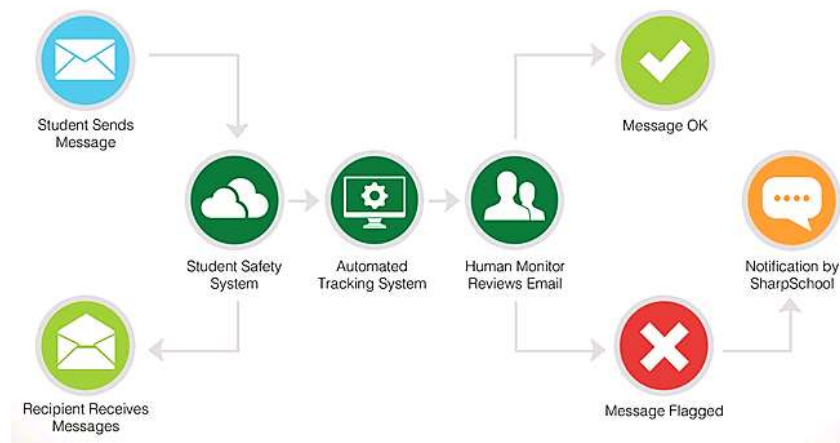 Student Sends
Message
Message OK
Student Safety
System
Automated
Tracking System
Human Monitor
Reviews Email
Notification by
SharpSchool
Recipient Receives
Messages
Message Flagged